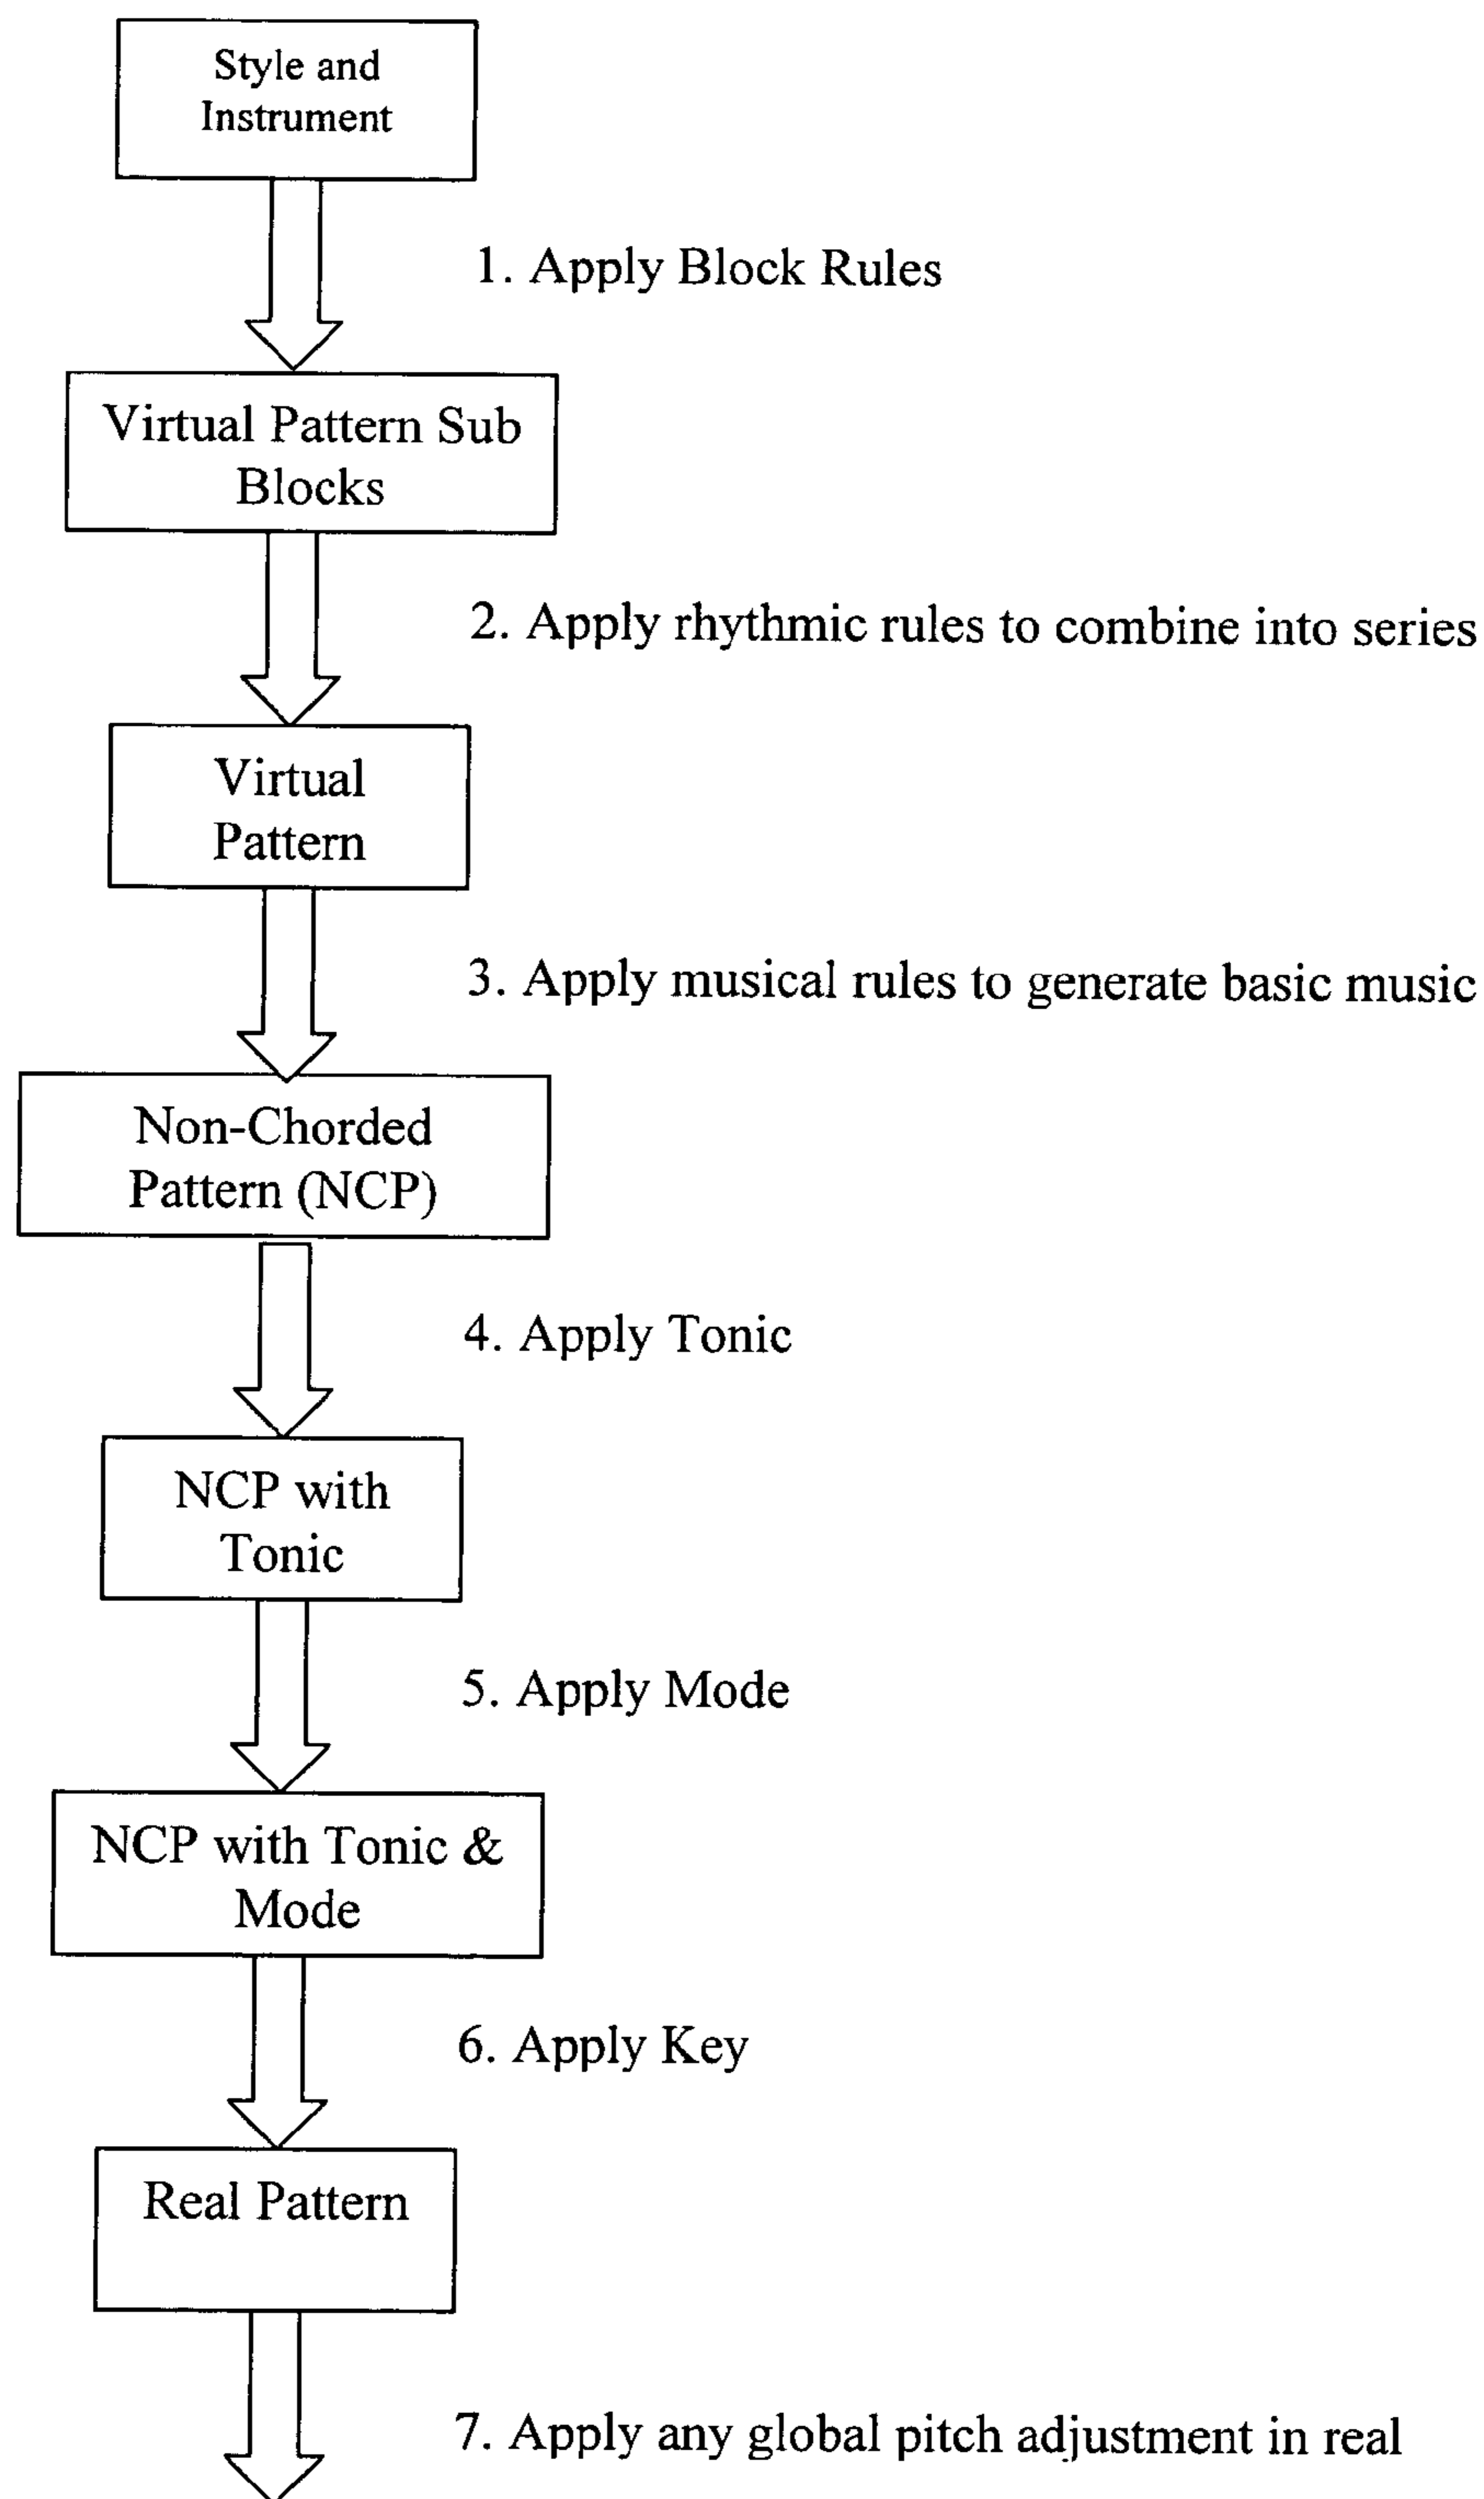 Style and
Instrument
1. Apply Block Rules
Virtual Pattern Sub
Blocks
2. Apply rhythmic rules to combine into series
Virtual
Pattern
3. Apply musical rules to generate basic music
Non-Chorded
Pattern (NCP)
4. Apply Tonic
NCP with
Tonic
5. Apply Mode
NCP with Tonic &
Mode
6. Apply Key
Real Pattern
7. Apply any global pitch adjustment in real